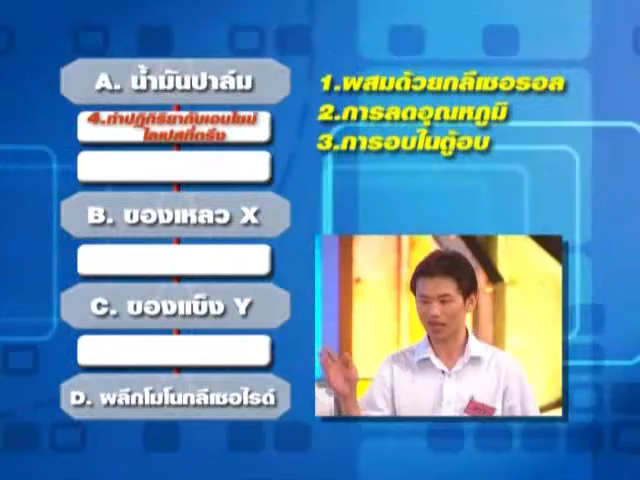 A. น้ำมันปาล์ม
4.ทำปฏิกิริยากับเอนไซม์
ไลเปสที่ตรึง
B. ของเหลว X
C. ของแข็ง Y
D. ผลึกโมโนกลีเซอไรด์
1.ผสมด้วยกลีเซอรอล
2.การลดอุณหภูมิ
3.การอบในตู้อบ